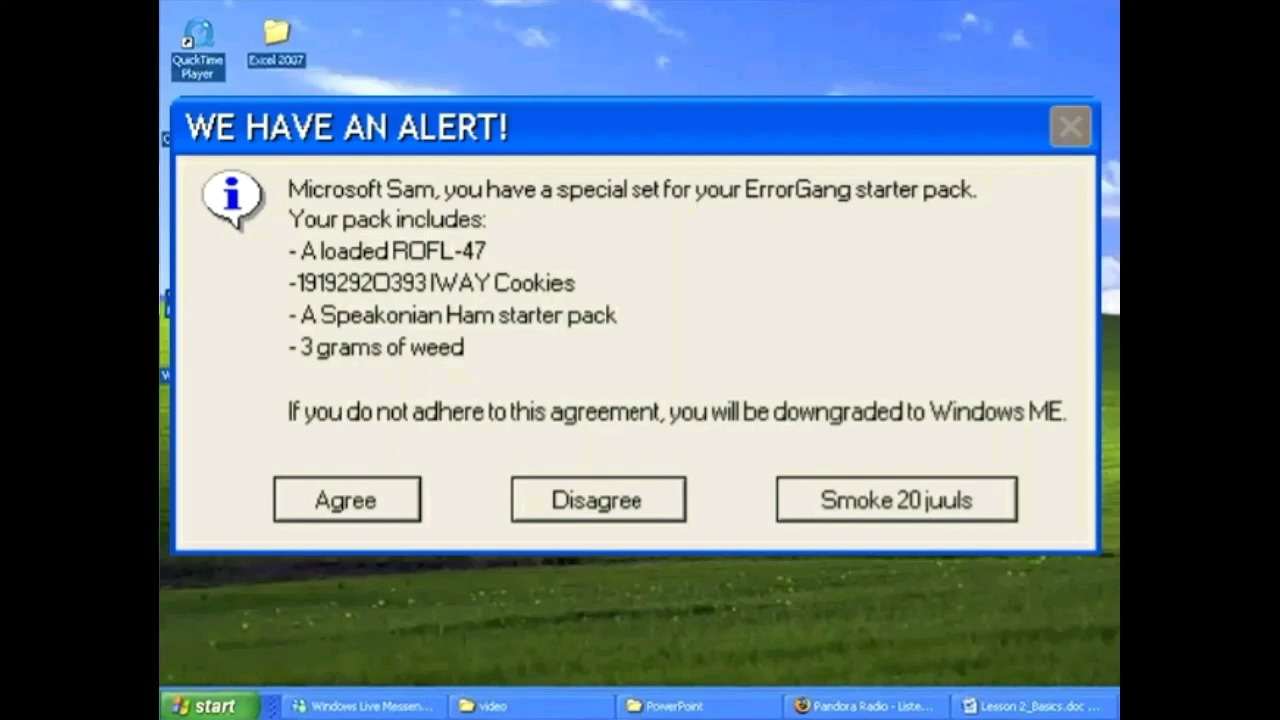 QuickTime
Player
Excel 2007
WE HAVE AN ALERT!
Microsoft Sam, you have a special set for your ErrorGang starter pack.
Your pack includes:
- A loaded ROFL-47
-19192920393 IWAY Cookies
- A Speakonian Ham starter pack
- 3 grams of weed
If you do not adhere to this agreement, you will be downgraded to Windows ME.
Agree
Disagree
Smoke 20 juuls
start
Windows Live Messen...
video
PowerPoint
Pandora Radio - Liste...
Lesson 2_Basics.doc ...